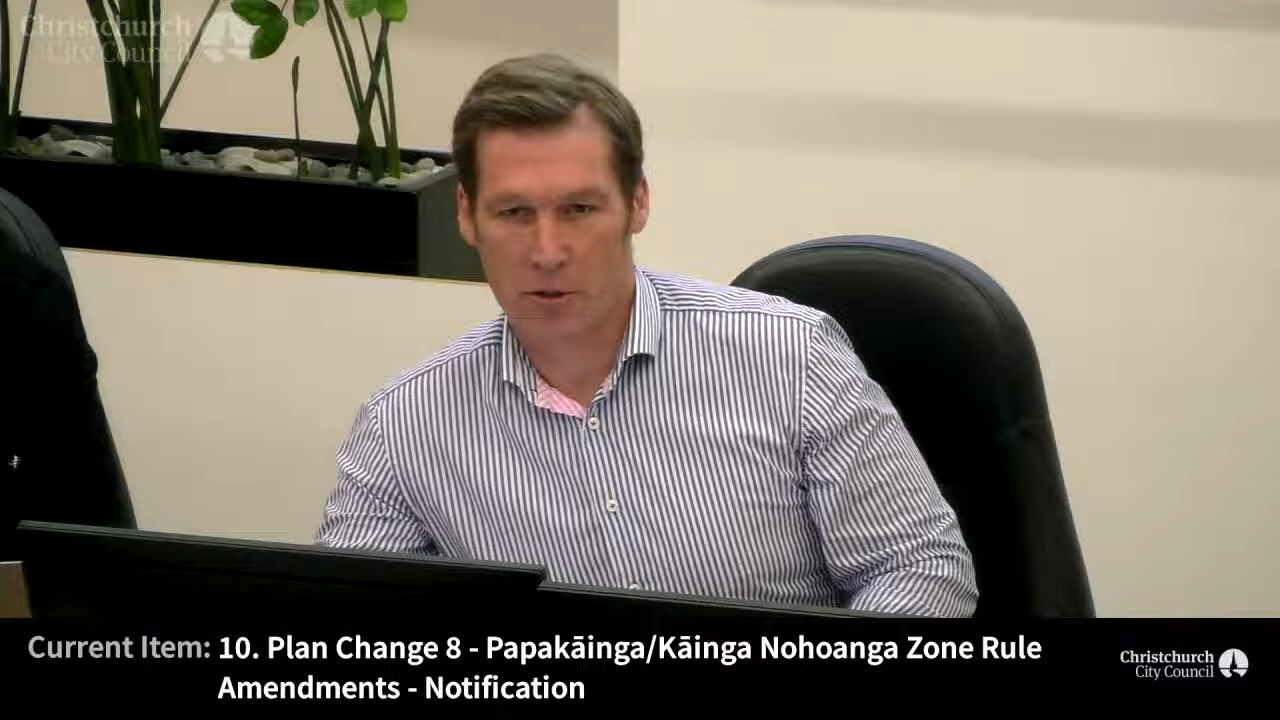 Christchurch
City Council
Current Item: 10. Plan Change 8 - Papakāinga/Kāinga Nohoanga Zone Rule
Amendments - Notification
Christchurch
City Council